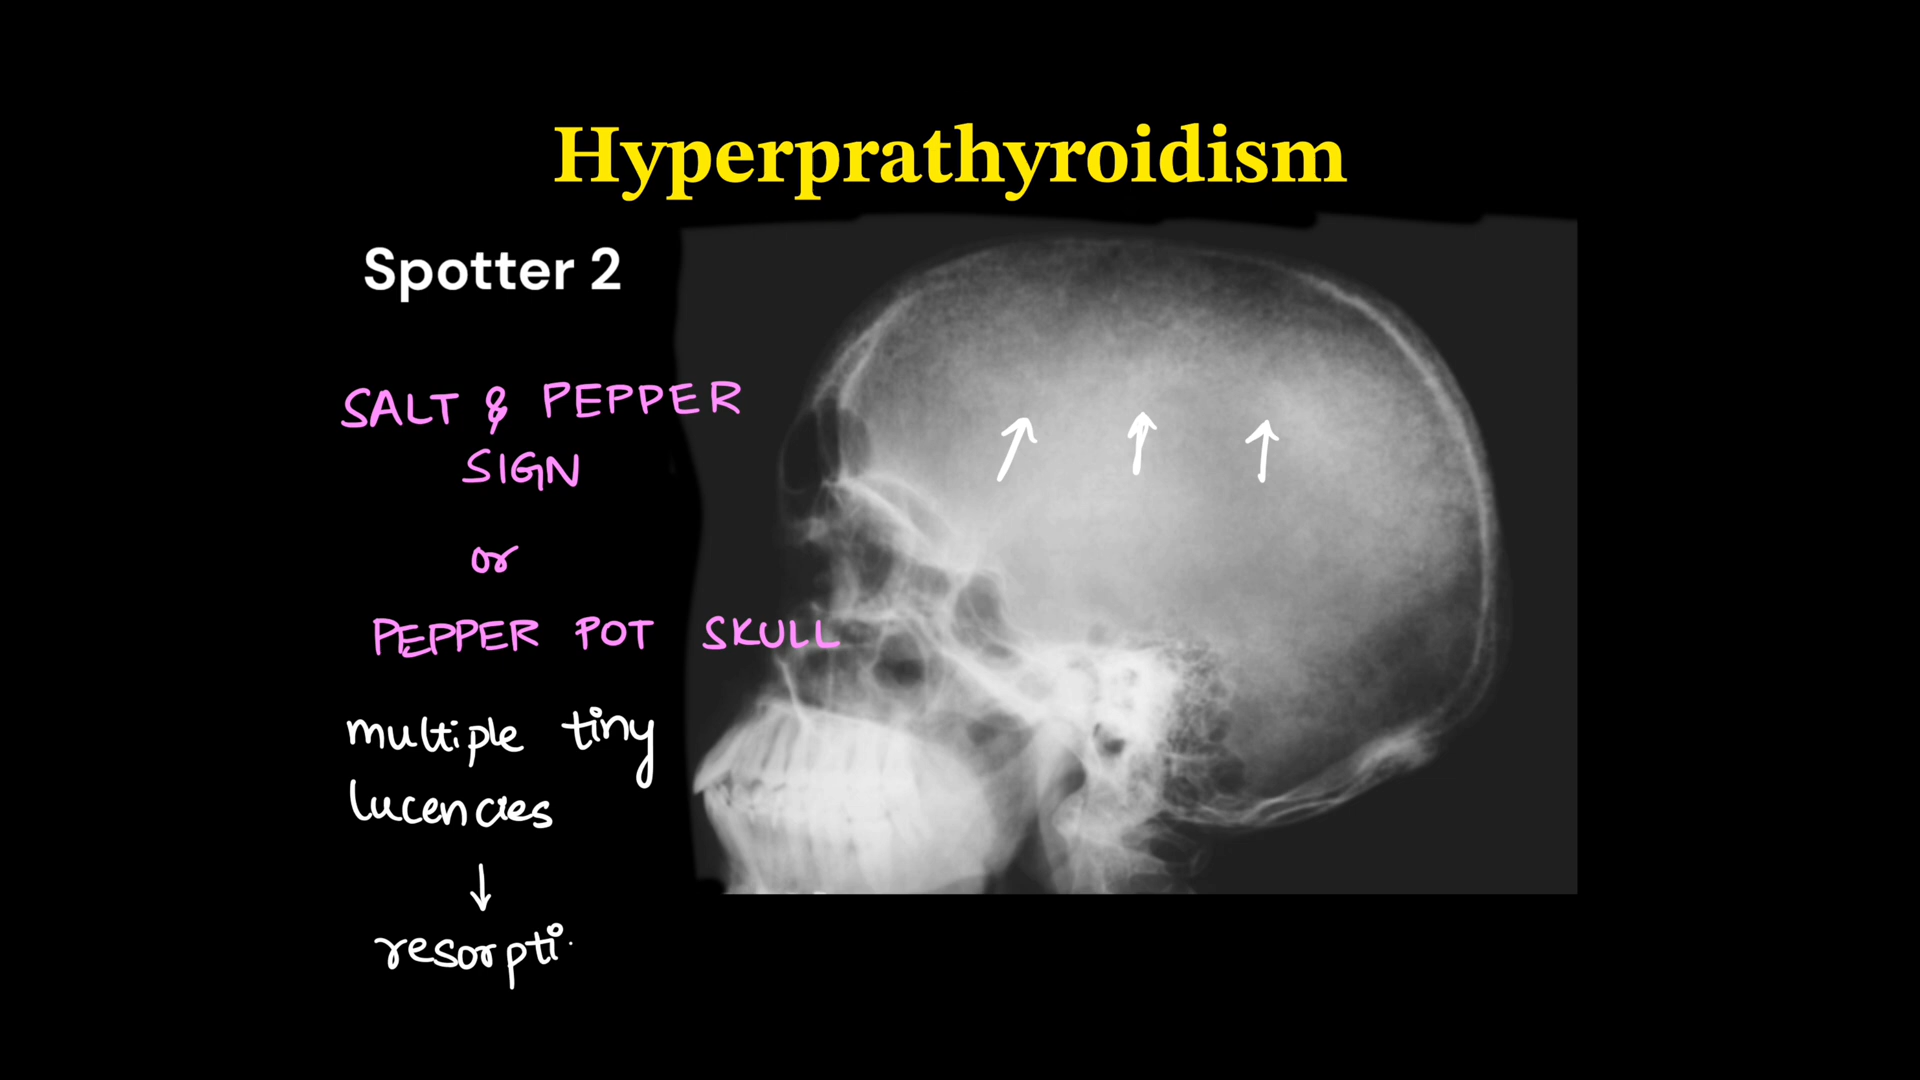 Hyperprathyroidism
Spotter 2
SALT & PEPPER
SIGN
or
PEPPER POT SKULL
multiple tiny
lucencies
↓
resorpti